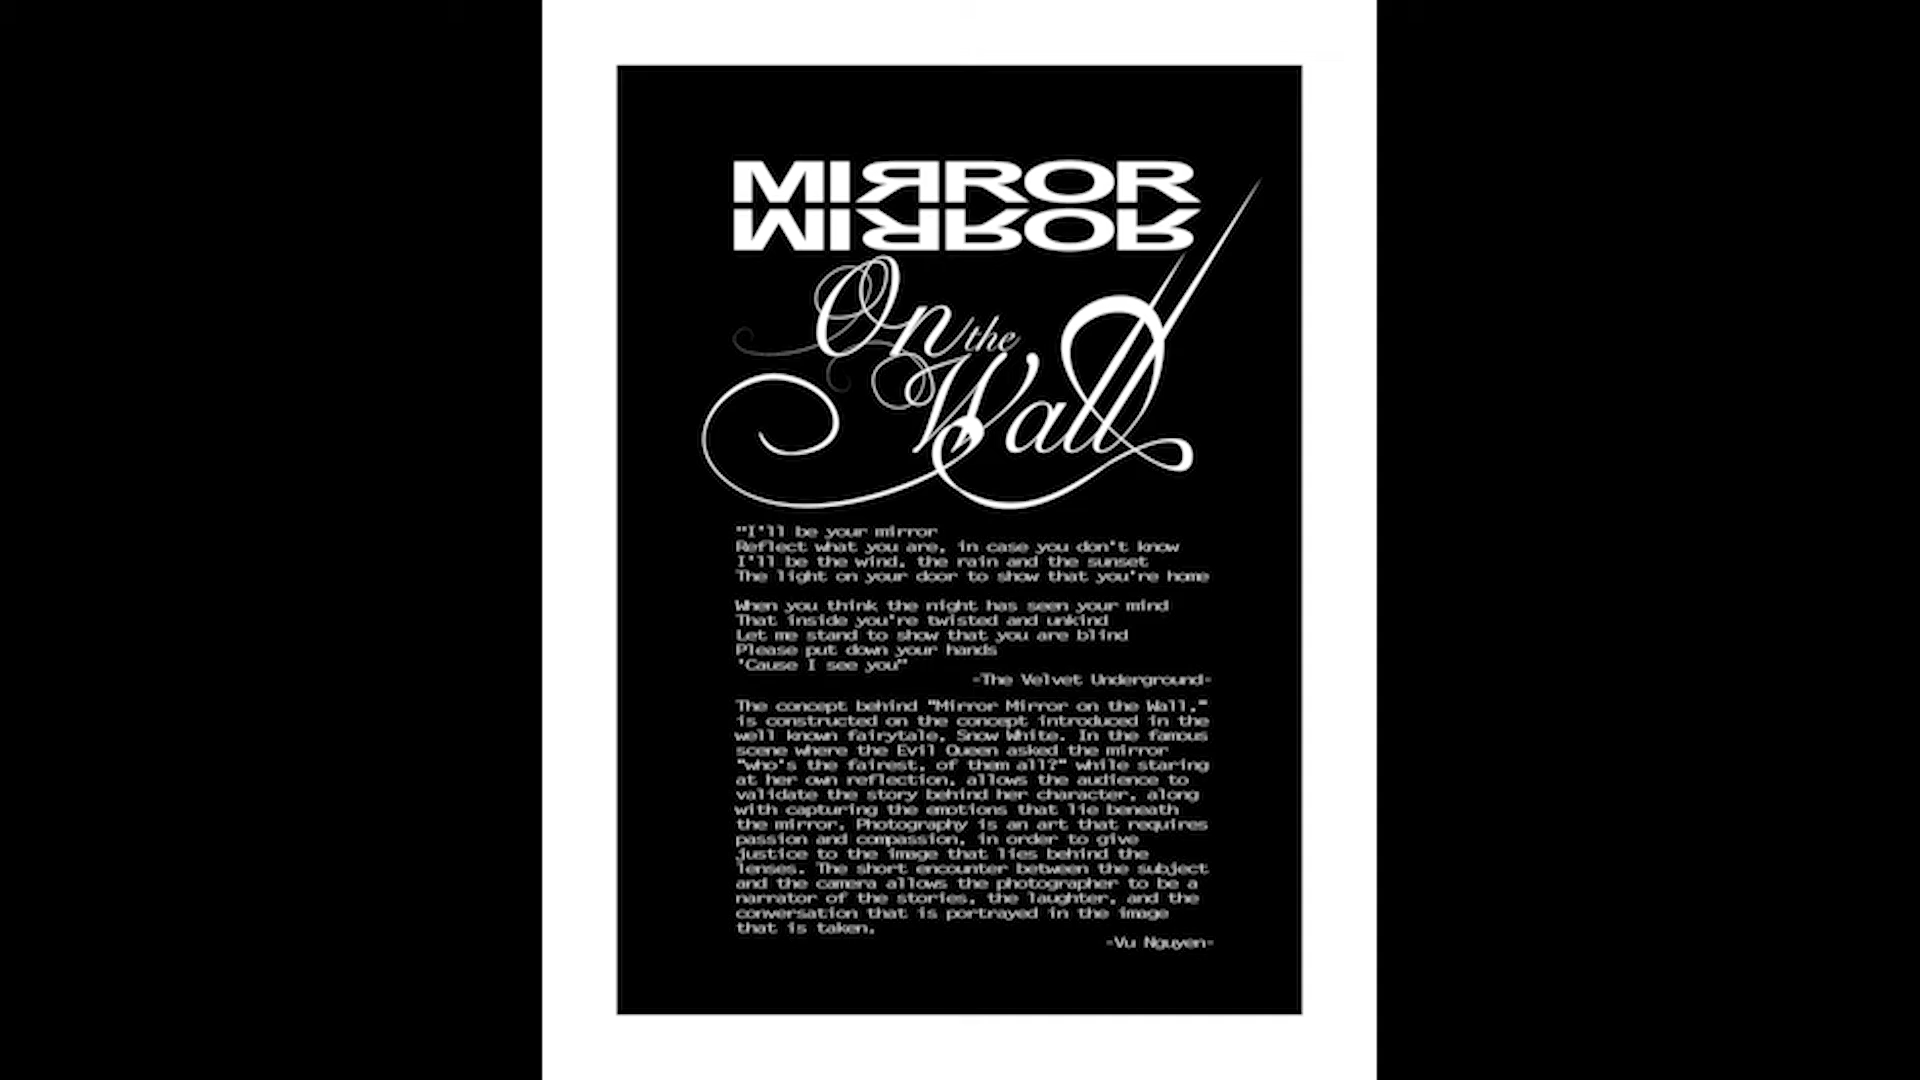 MIRROR
MIRROR
On the
Wall
"I'll be your mirror
Reflect what you are, in case you don't know
I'll be the wind, the rain and the sunset
The light on your door to show that you're home
When you think the night has seen your mind
That inside you're twisted and unkind
Let me stand to show that you are blind
Please put down your hands
'Cause I see you"
-The Velvet Underground-
The concept behind "Mirror Mirror on the Wall,"
is constructed on the concept introduced in the
well known fairytale, Snow White. In the famous
scene where the Evil Queen asked the mirror
"who's the fairest, of them all?" while staring
at her own reflection, allows the audience to
validate the story behind her character, along
with capturing the emotions that lie beneath
the mirror. Photography is an art that requires
passion and compassion, in order to give
justice to the image that lies behind the
lenses. The short encounter between the subject
and the camera allows the photographer to be a
narrator of the stories, the laughter, and the
conversation that is portrayed in the image
that is taken.
-Vu Nguyen-